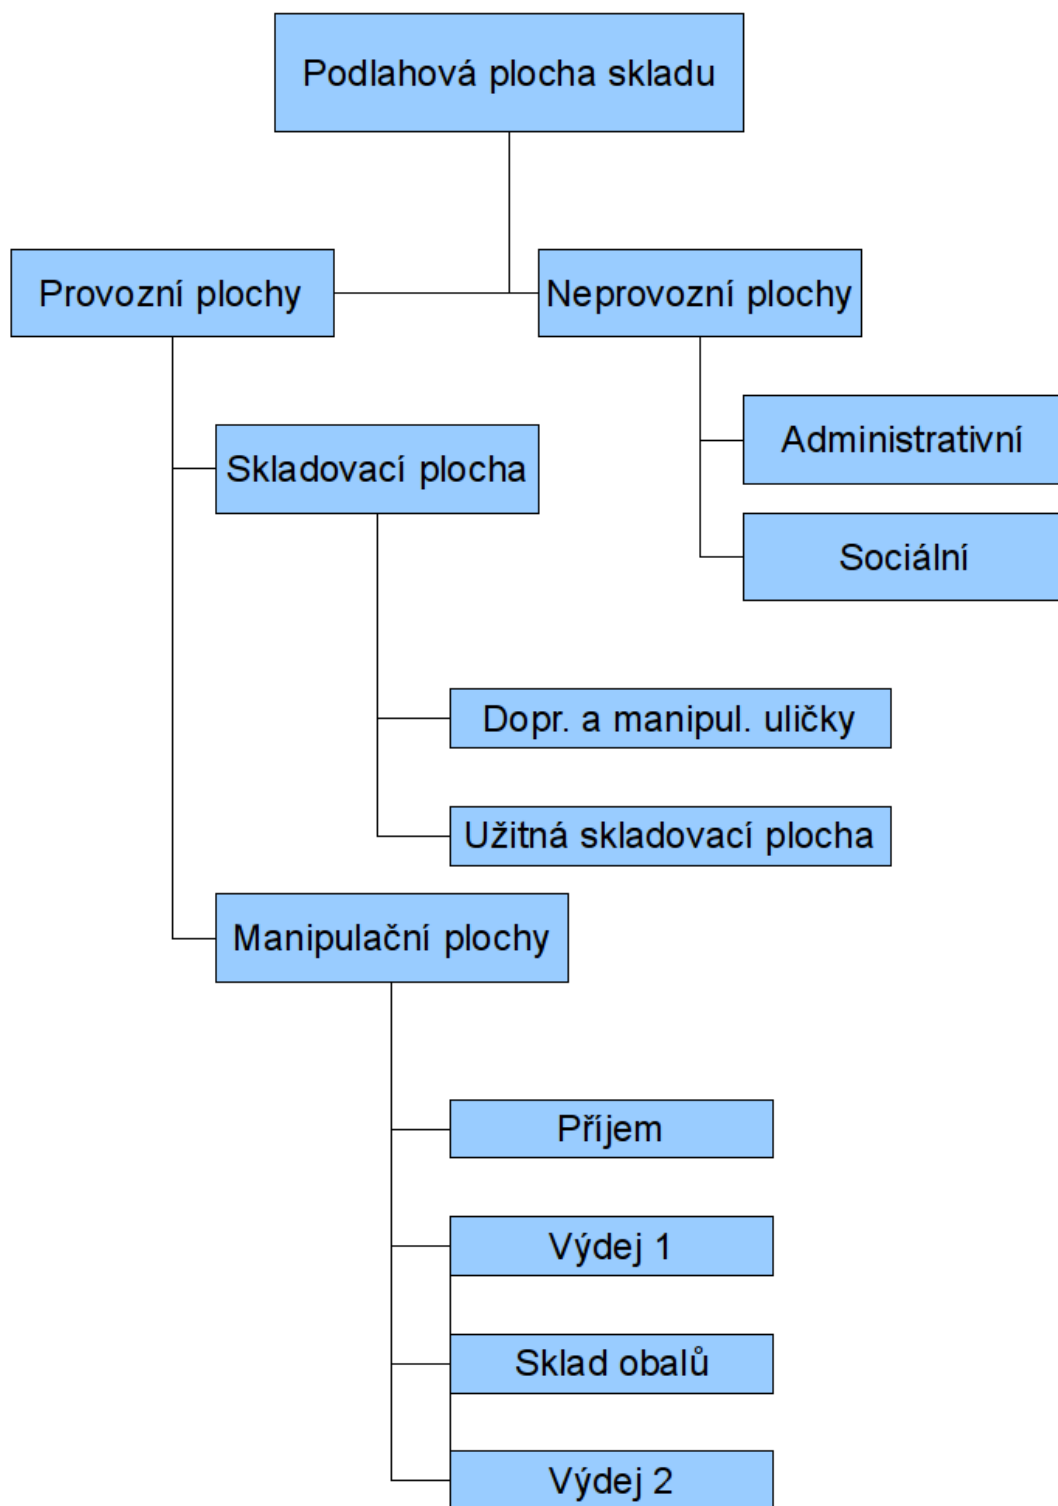 Podlahová plocha skladu
Provozní plochy
Neprovozní plochy
Administrativní
Skladovací plocha
Sociální
Dopr. a manipul. uličky
Užitná skladovací plocha
Manipulační plochy
Příjem
Výdej 1
Sklad obalů
Výdej 2